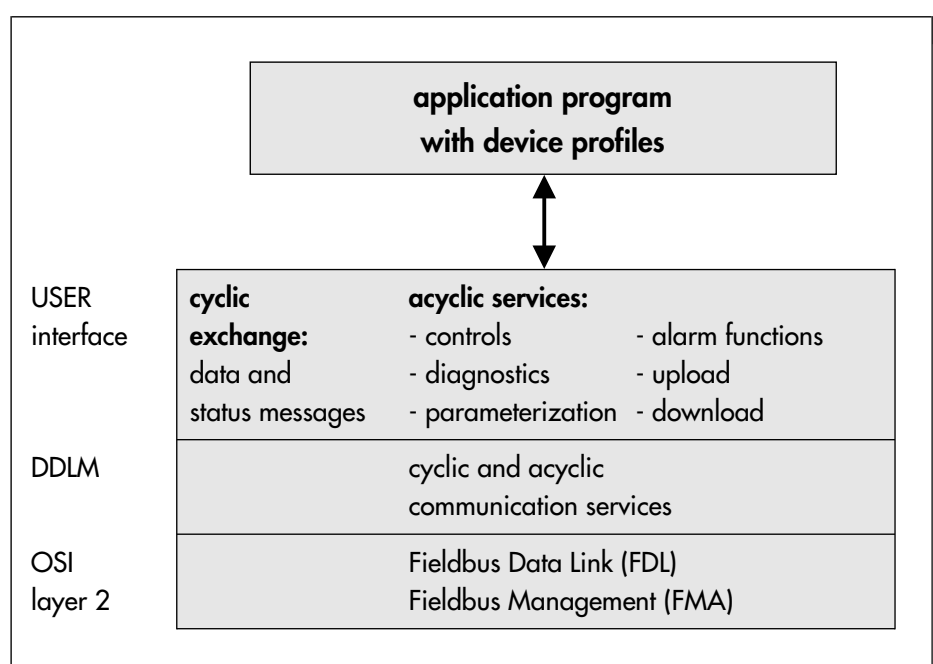 application program
with device profiles
USER
interface
cyclic
exchange:
data and
status messages
acyclic services:
- controls
- diagnostics
- parameterization
- alarm functions
- upload
- download
DDLM
cyclic and acyclic
communication services
OSI
layer 2
Fieldbus Data Link (FDL)
Fieldbus Management (FMA)